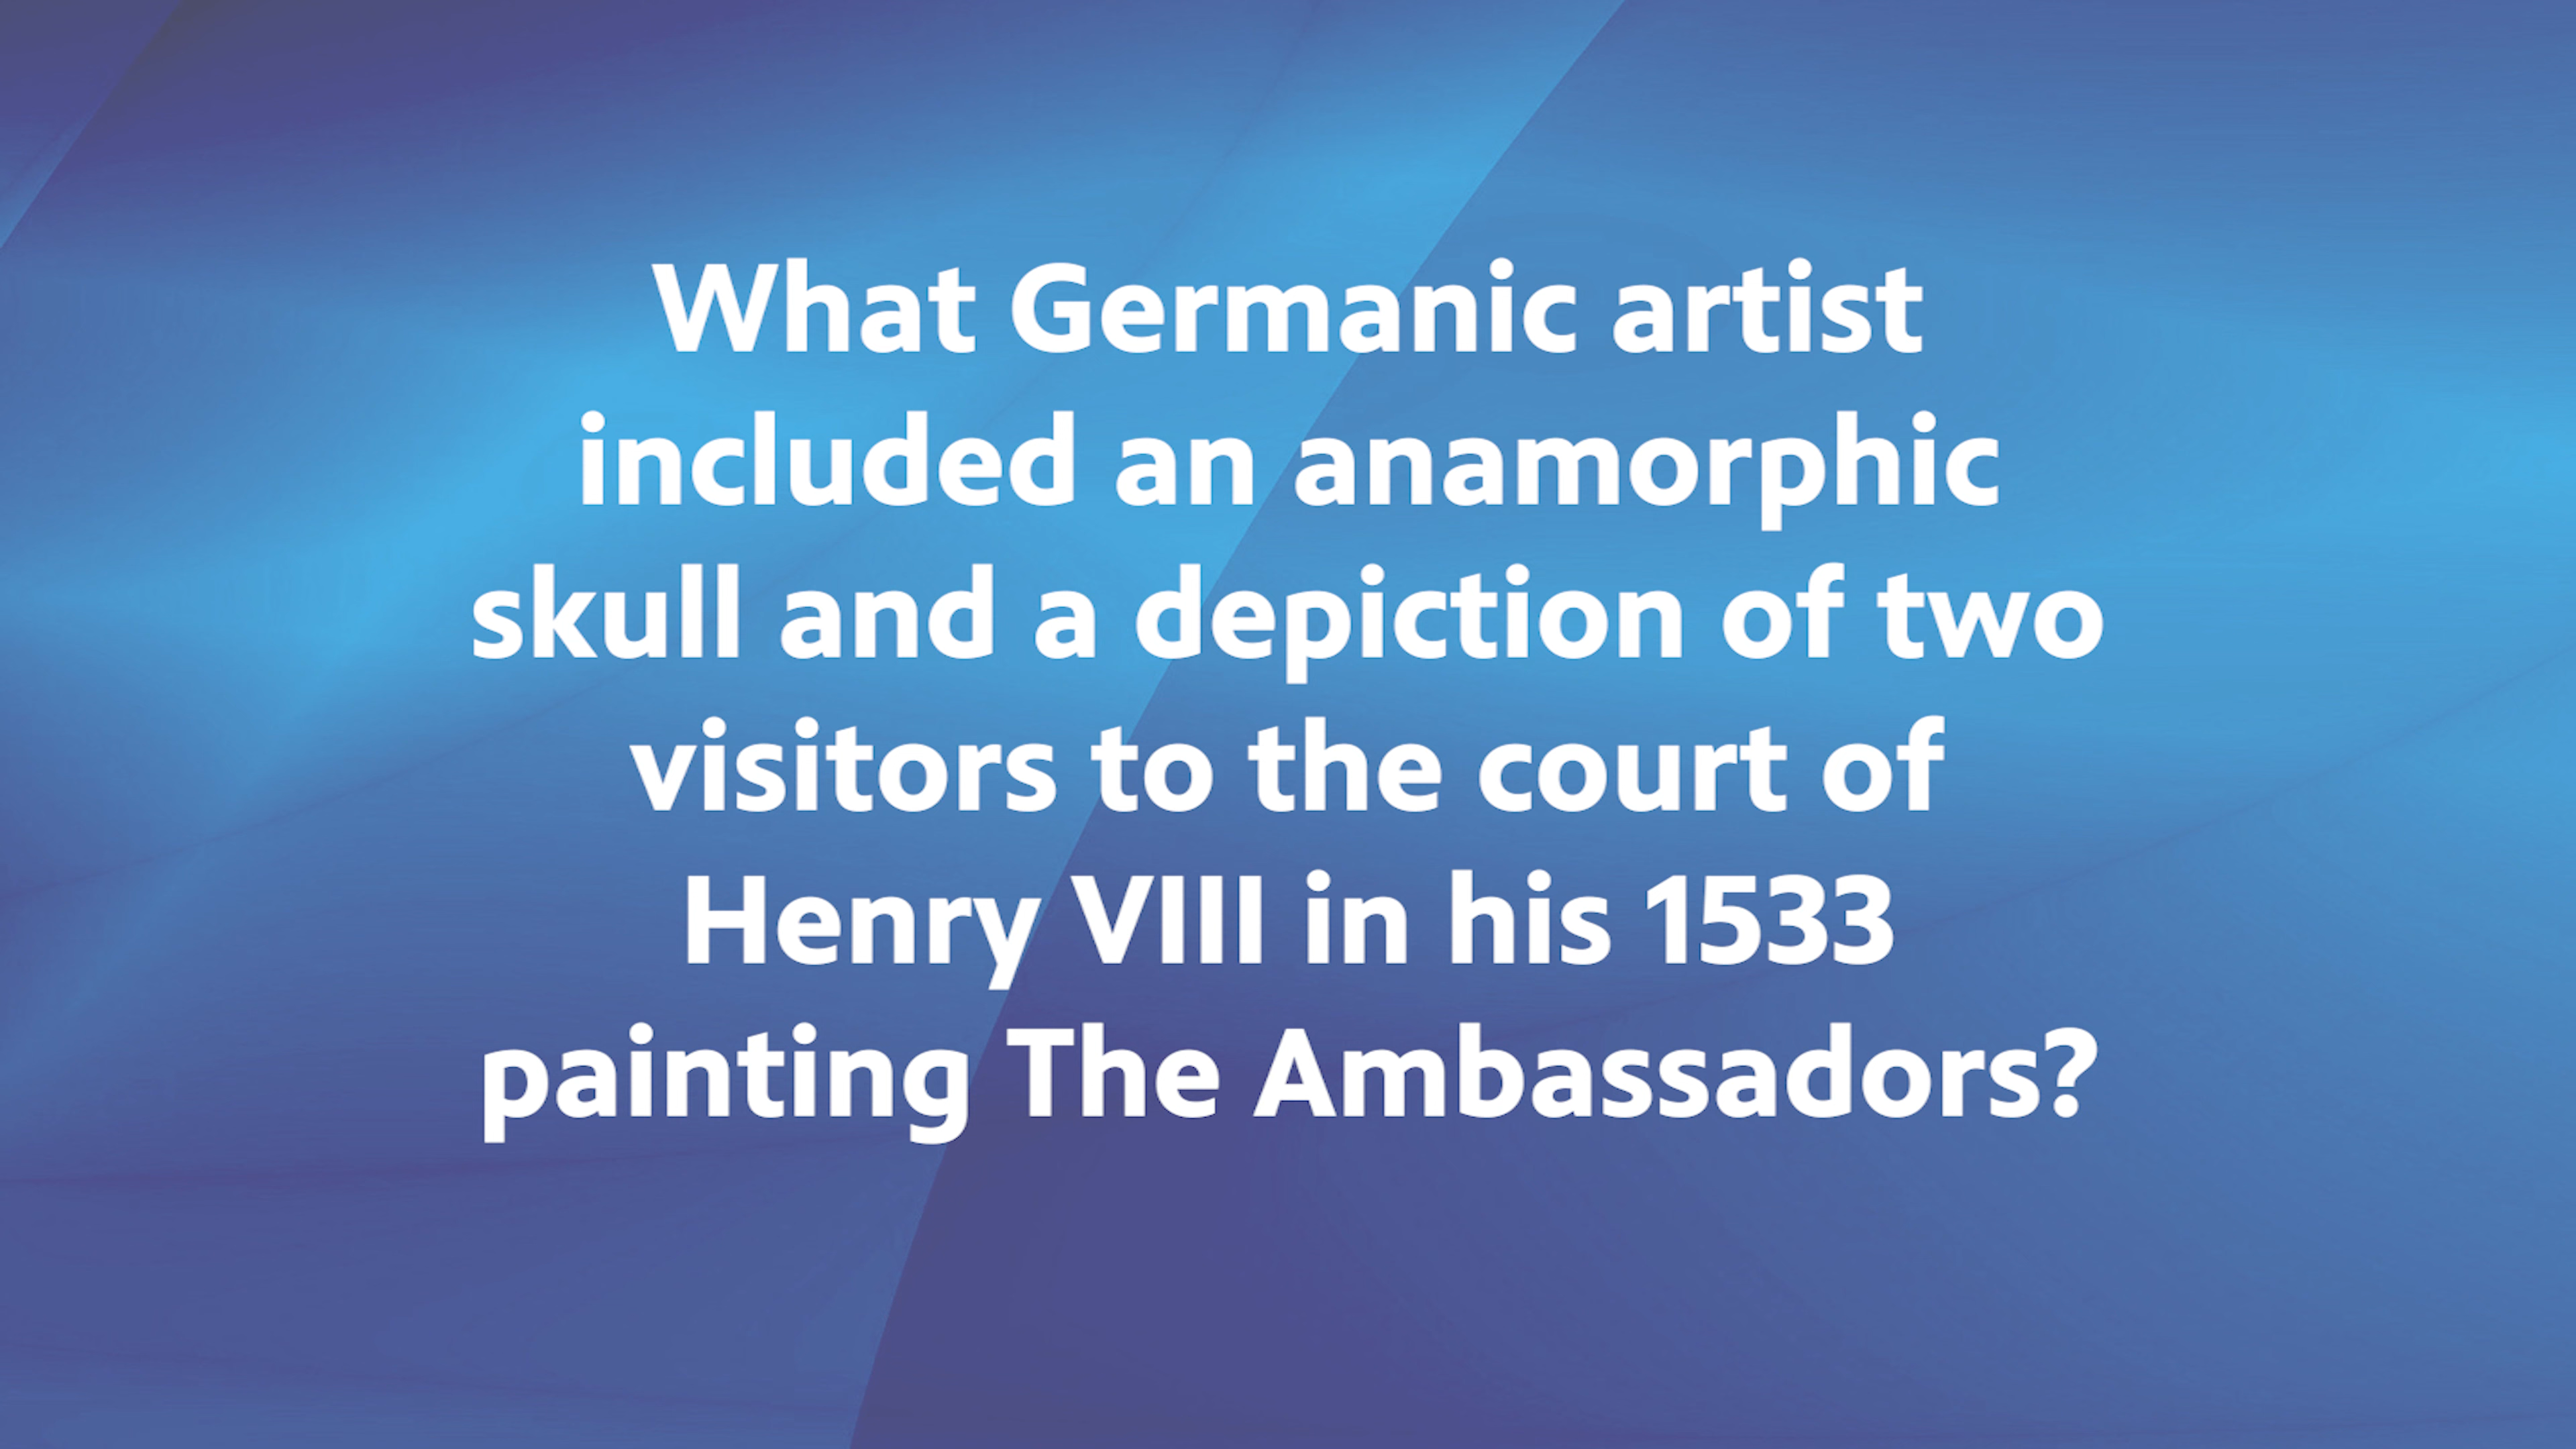 What Germanic artist
included an anamorphic
skull and a depiction of two
visitors to the court of
Henry VIII in his 1533
painting The Ambassadors?